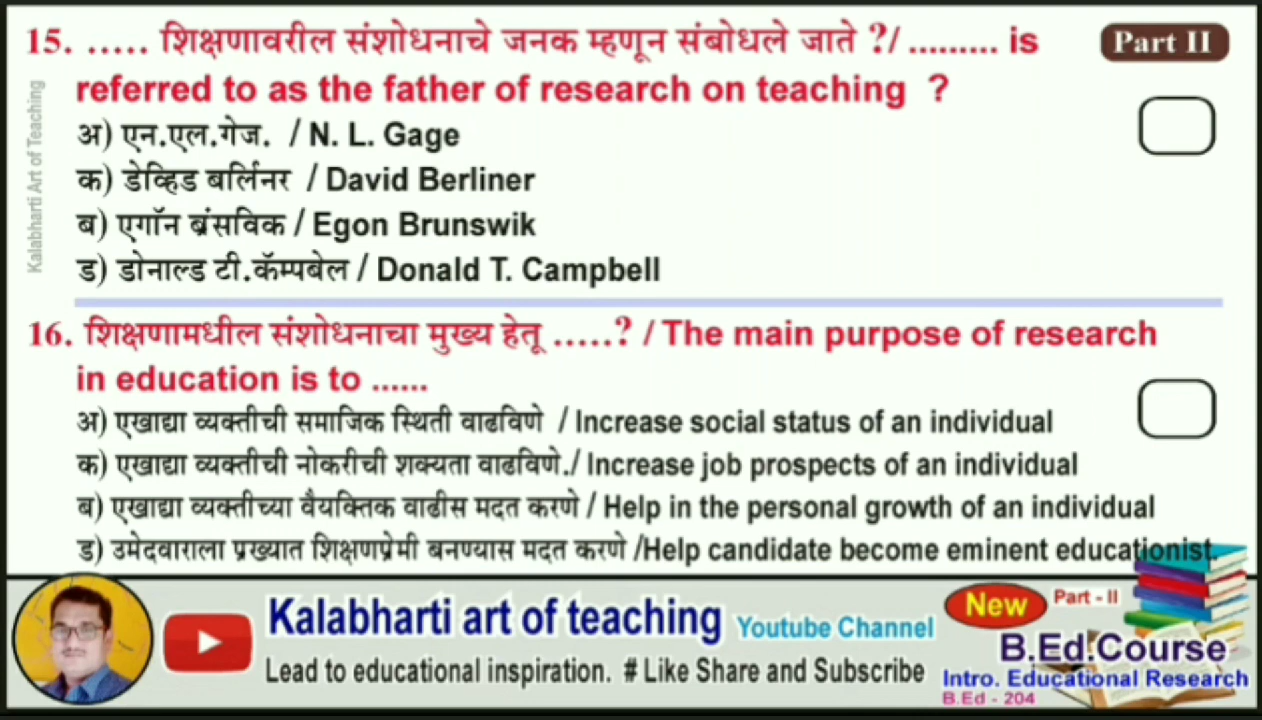 15. ..... शिक्षणावरील संशोधनाचे जनक म्हणून संबोधले जाते ?/ ......... is
Part II
referred to as the father of research on teaching ?
अ) एन.एल.गेज. / N. L. Gage
क) डेव्हिड बर्लिनर / David Berliner
ब) एगॉन ब्रंसविक / Egon Brunswik
ड) डोनाल्ड टी.कॅम्पबेल / Donald T. Campbell
Kalabharti Art of Teaching
16. शिक्षणामधील संशोधनाचा मुख्य हेतू .....? / The main purpose of research
in education is to ......
अ) एखाद्या व्यक्तीची समाजिक स्थिती वाढविणे / Increase social status of an individual
क) एखाद्या व्यक्तीची नोकरीची शक्यता वाढविणे./ Increase job prospects of an individual
ब) एखाद्या व्यक्तीच्या वैयक्तिक वाढीस मदत करणे / Help in the personal growth of an individual
ड) उमेदवाराला प्रख्यात शिक्षणप्रेमी बनण्यास मदत करणे /Help candidate become eminent educationist.
Kalabharti art of teaching Youtube Channel
Lead to educational inspiration. # Like Share and Subscribe
New Part - II
B.Ed.Course
Intro. Educational Research
B.Ed - 204